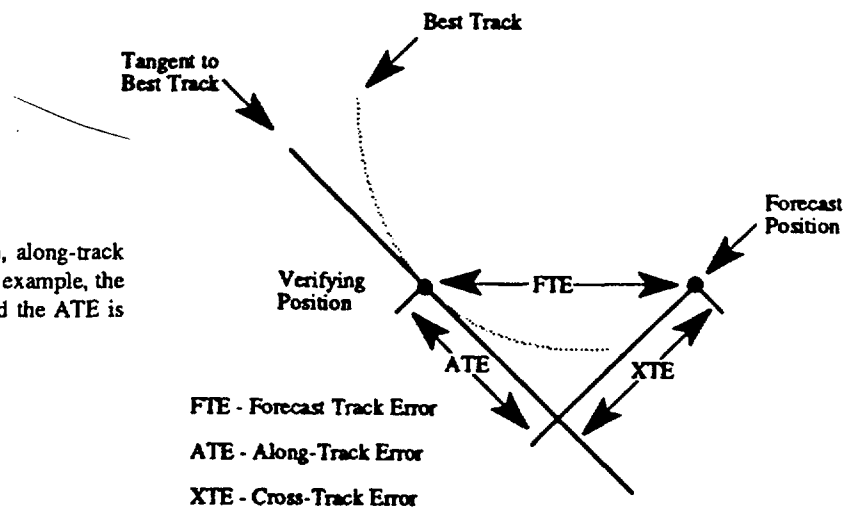 Best Track
Tangent to
Best Track
Forecast
Position
, along-track
example, the
d the ATE is
Verifying
Position
FTE
ATE
XTE
FTE - Forecast Track Error
ATE - Along-Track Error
XTE - Cross-Track Error